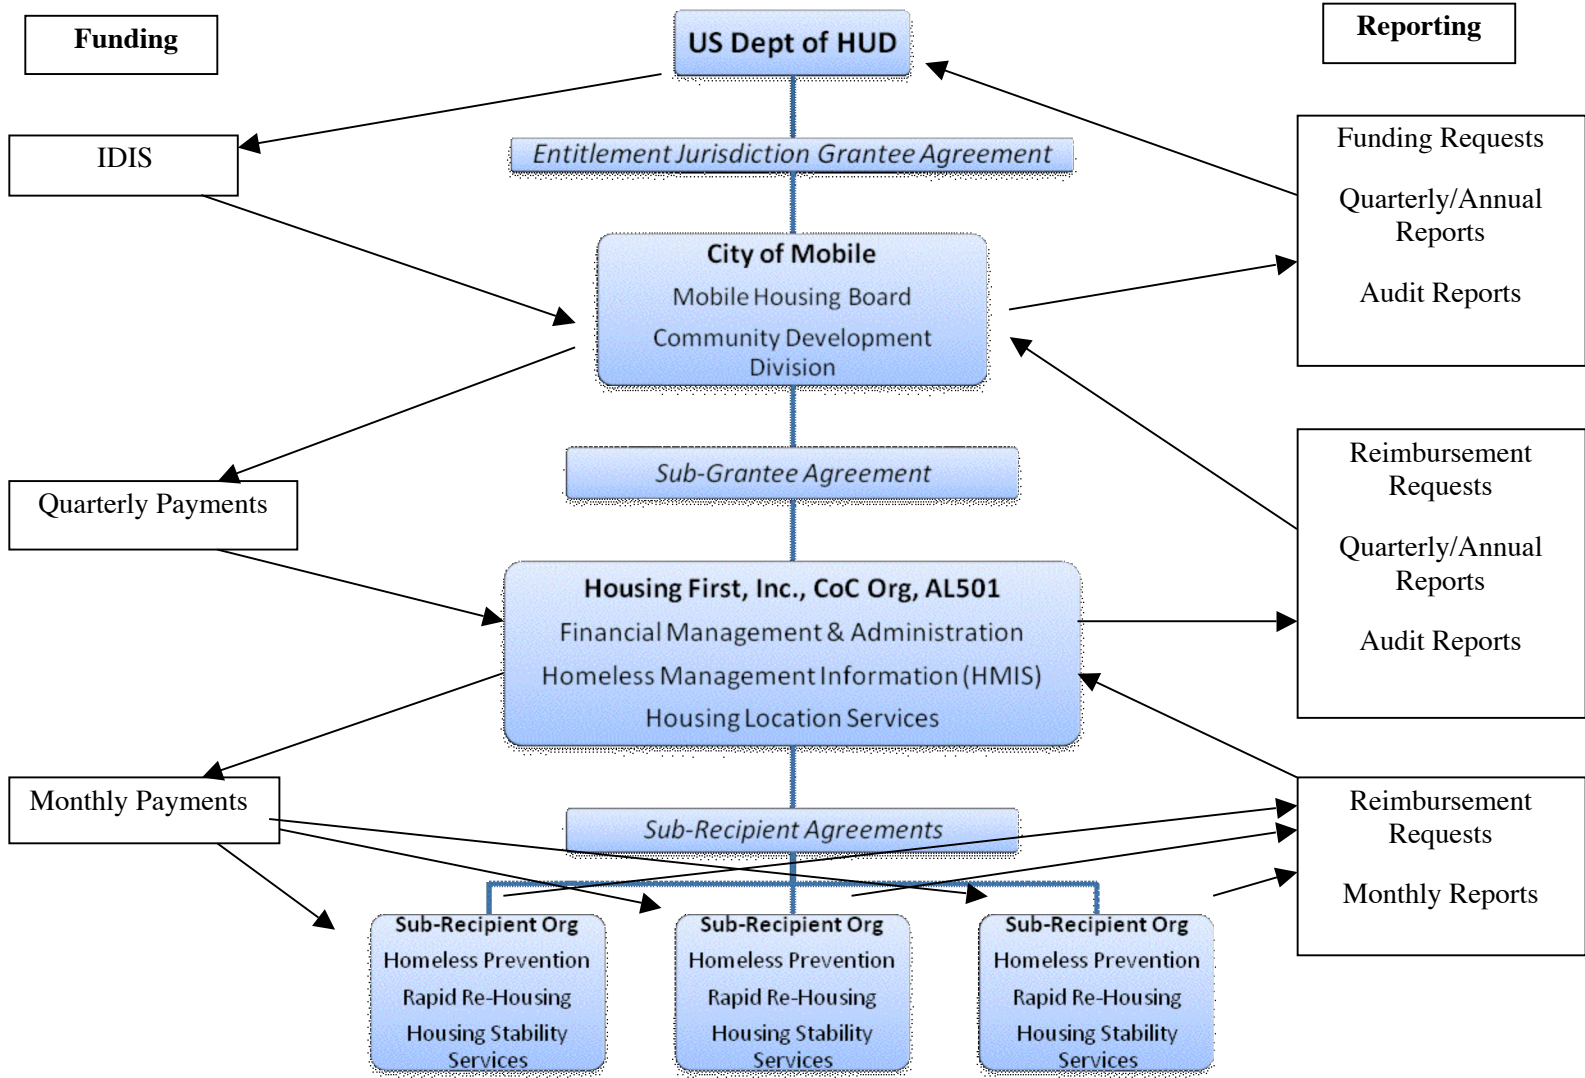 Funding
US Dept of HUD
Reporting
IDIS
Entitlement Jurisdiction Grantee Agreement
Funding Requests
Quarterly/Annual
Reports
Audit Reports
City of Mobile
Mobile Housing Board
Community Development
Division
Quarterly Payments
Sub-Grantee Agreement
Reimbursement
Requests
Quarterly/Annual
Reports
Audit Reports
Housing First, Inc., CoC Org, AL501
Financial Management & Administration
Homeless Management Information (HMIS)
Housing Location Services
Monthly Payments
Sub-Recipient Agreements
Reimbursement
Requests
Monthly Reports
Sub-Recipient Org
Homeless Prevention
Rapid Re-Housing
Housing Stability
Services
Sub-Recipient Org
Homeless Prevention
Rapid Re-Housing
Housing Stability
Services
Sub-Recipient Org
Homeless Prevention
Rapid Re-Housing
Housing Stability
Services